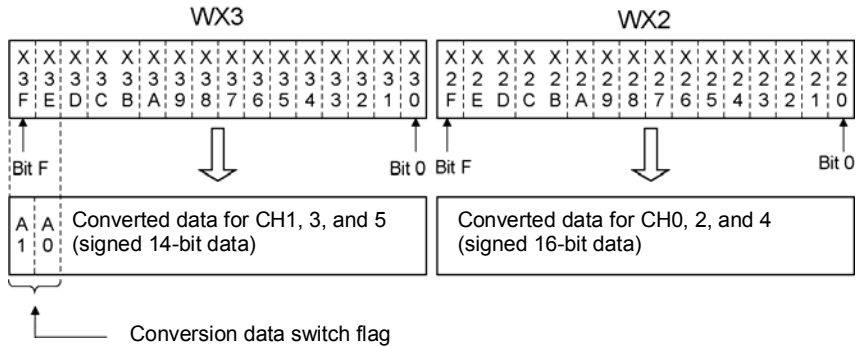 WX3 WX2
X3F X3E X3D X3C X3B X3A X39 X38 X37 X36 X35 X34 X33 X32 X31 X30 X2F X2E X2D X2C X2B X2A X29 X28 X27 X26 X25 X24 X23 X22 X21 X20
Bit F Bit 0 Bit F Bit 0
A1 A0
Converted data for CH1, 3, and 5
(signed 14-bit data)
Converted data for CH0, 2, and 4
(signed 16-bit data)
Conversion data switch flag